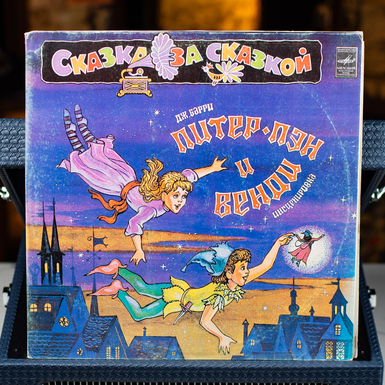 СКАЗКА ЗА СКАЗКОЙ
ДЖ. БАРРИ
ПИТЕР-ПЭН
И
ВЕНДИ
ИНСЦЕНИРОВКА